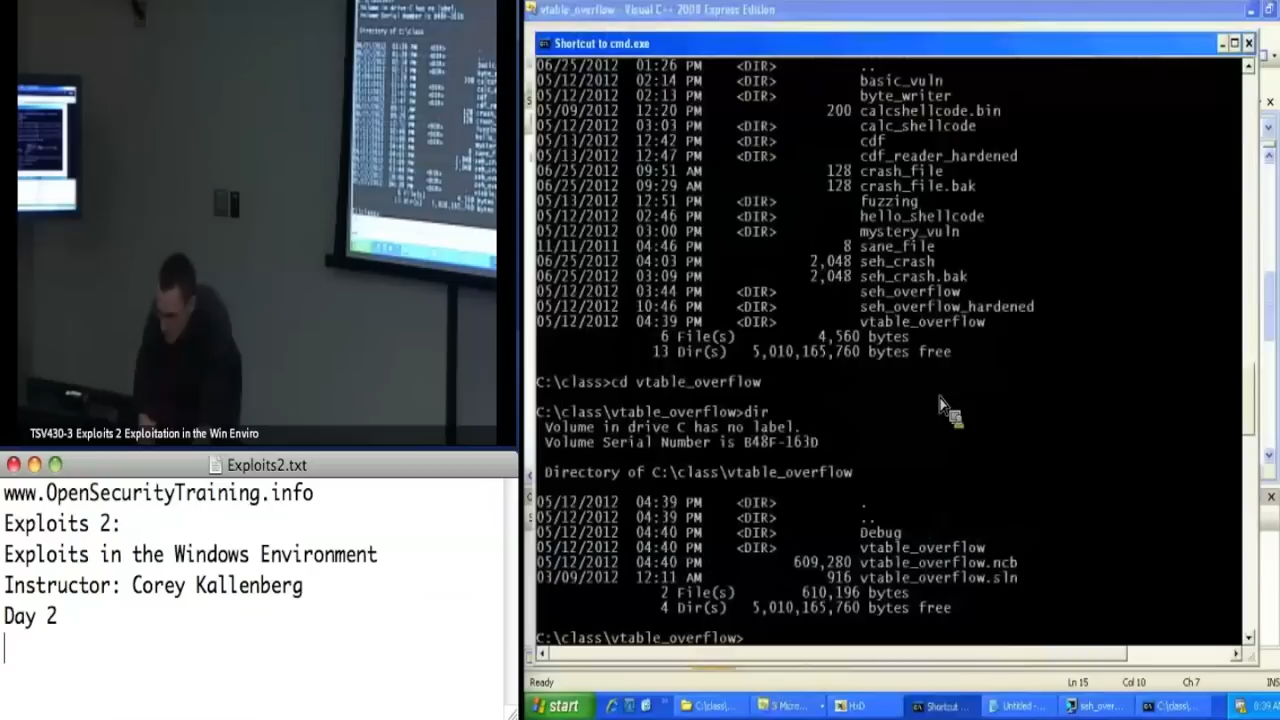 TSV430-3 Exploits 2 Exploitation in the Win Enviro
Exploits2.txt
www.OpenSecurityTraining.info
Exploits 2:
Exploits in the Windows Environment
Instructor: Corey Kallenberg
Day 2
vtable_overflow - Visual C++ 2008 Express Edition
Shortcut to cmd.exe
06/25/2012 01:26 PM <DIR> ..
05/12/2012 02:14 PM <DIR> basic_vuln
05/12/2012 02:13 PM <DIR> byte_writer
05/09/2012 12:20 PM 200 calcshellcode.bin
05/12/2012 03:03 PM <DIR> calc_shellcode
05/13/2012 12:42 PM <DIR> cdf
05/13/2012 12:47 PM <DIR> cdf_reader_hardened
06/25/2012 09:51 AM 128 crash_file
06/25/2012 09:29 AM 128 crash_file.bak
05/13/2012 12:51 PM <DIR> fuzzing
05/12/2012 02:46 PM <DIR> hello_shellcode
05/12/2012 03:00 PM <DIR> mystery_vuln
11/11/2011 04:46 PM 8 sane_file
06/25/2012 04:03 PM 2,048 seh_crash
06/25/2012 03:09 PM 2,048 seh_crash.bak
05/12/2012 03:44 PM <DIR> seh_overflow
05/12/2012 10:46 PM <DIR> seh_overflow_hardened
05/12/2012 04:39 PM <DIR> vtable_overflow
6 File(s) 4,560 bytes
13 Dir(s) 5,010,165,760 bytes free
C:\class>cd vtable_overflow
C:\class\vtable_overflow>dir
Volume in drive C has no label.
Volume Serial Number is B48F-163D
Directory of C:\class\vtable_overflow
05/12/2012 04:39 PM <DIR> .
05/12/2012 04:39 PM <DIR> ..
05/12/2012 04:40 PM <DIR> Debug
05/12/2012 04:40 PM <DIR> vtable_overflow
05/12/2012 04:40 PM 609,280 vtable_overflow.ncb
03/09/2012 12:11 AM 916 vtable_overflow.sln
2 File(s) 610,196 bytes
4 Dir(s) 5,010,165,760 bytes free
C:\class\vtable_overflow>
Ready Ln 15 Col 10 Ch 7 INS
start C:\class\... 5 Micro... HxD Shortcut ... Untitled -... seh_over... C:\class\... 8:39 A